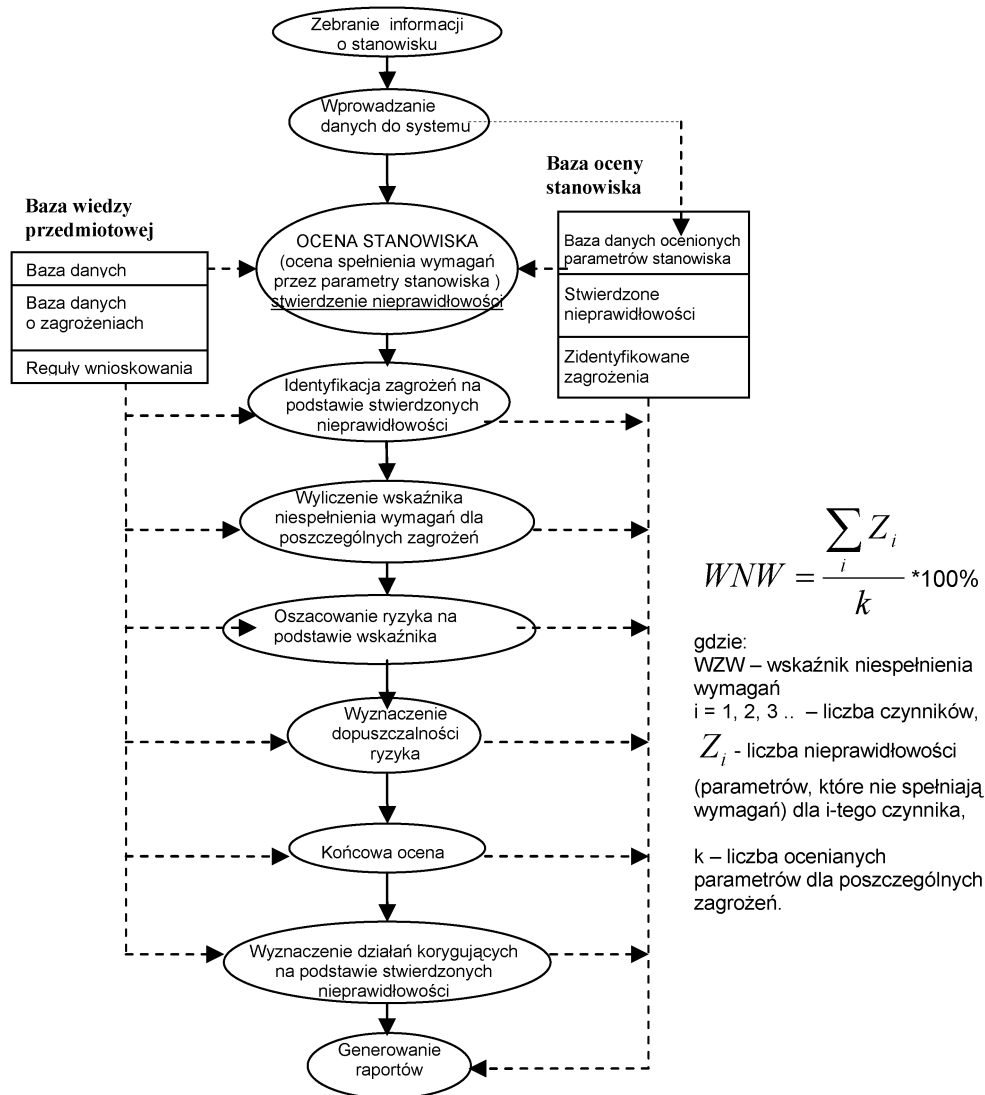 Zebranie informacji
o stanowisku
Wprowadzanie
danych do systemu
Baza oceny
stanowiska
Baza wiedzy
przedmiotowej
OCENA STANOWISKA
(ocena spełnienia wymagań
przez parametry stanowiska )
stwierdzenie nieprawidłowości
Baza danych
Baza danych
o zagrożeniach
Reguły wnioskowania
Baza danych ocenionych
parametrów stanowiska
Stwierdzone
nieprawidłowości
Zidentyfikowane
zagrożenia
Identyfikacja zagrożeń na
podstawie stwierdzonych
nieprawidłowości
Wyliczenie wskaźnika
niespełnienia wymagań dla
poszczególnych zagrożeń
Oszacowanie ryzyka na
podstawie wskaźnika
Wyznaczenie
dopuszczalności
ryzyka
Końcowa ocena
Wyznaczenie działań korygujących
na podstawie stwierdzonych
nieprawidłowości
Generowanie
raportów
WNW = ∑ i Z i / k *100%
gdzie:
WZW – wskaźnik niespełnienia
wymagań
i = 1, 2, 3 .. – liczba czynników,
Z i - liczba nieprawidłowości
(parametrów, które nie spełniają
wymagań) dla i-tego czynnika,
k – liczba ocenianych
parametrów dla poszczególnych
zagrożeń.